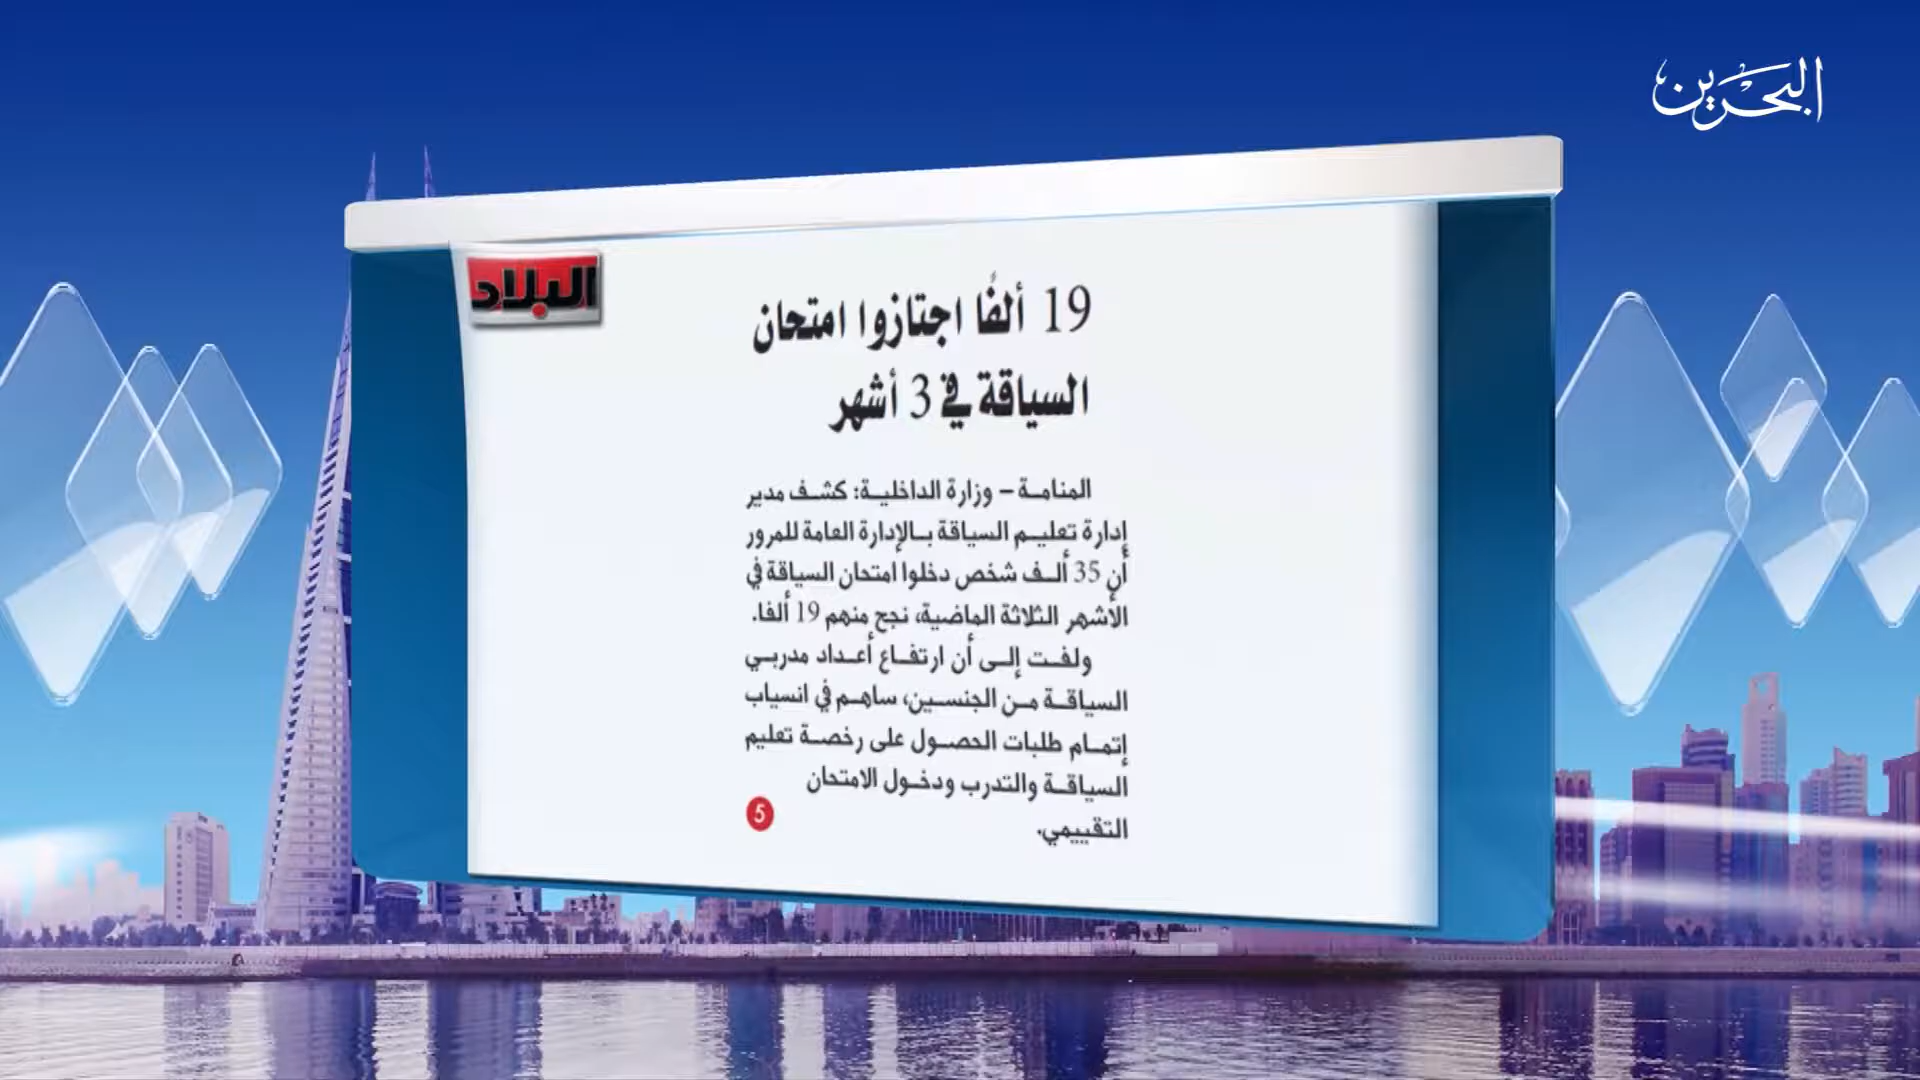 البحرين
البلاد
19 ألفًا اجتازوا امتحان
السياقة في 3 أشهر
المنامة – وزارة الداخلية: كشف مدير
إدارة تعليم السياقة بالإدارة العامة للمرور
أن 35 ألف شخص دخلوا امتحان السياقة في
الأشهر الثلاثة الماضية، نجح منهم 19 ألفا.
ولفت إلى أن ارتفاع أعداد مدربي
السياقة من الجنسين، ساهم في انسياب
إتمام طلبات الحصول على رخصة تعليم
السياقة والتدرب ودخول الامتحان
التقييمي.
5